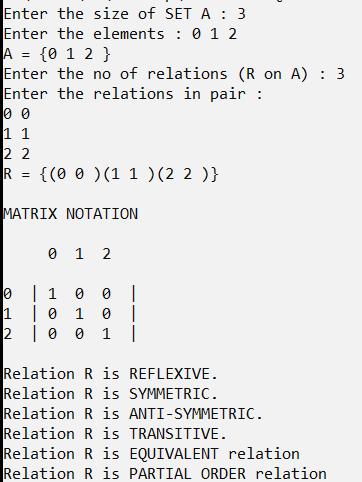 Enter the size of SET A : 3
Enter the elements : 0 1 2
A = {0 1 2 }
Enter the no of relations (R on A) : 3
Enter the relations in pair :
0 0
1 1
2 2
R = {(0 0 )(1 1 )(2 2 )}
MATRIX NOTATION
0 1 2
0 | 1 0 0 |
1 | 0 1 0 |
2 | 0 0 1 |
Relation R is REFLEXIVE.
Relation R is SYMMETRIC.
Relation R is ANTI-SYMMETRIC.
Relation R is TRANSITIVE.
Relation R is EQUIVALENT relation
Relation R is PARTIAL ORDER relation